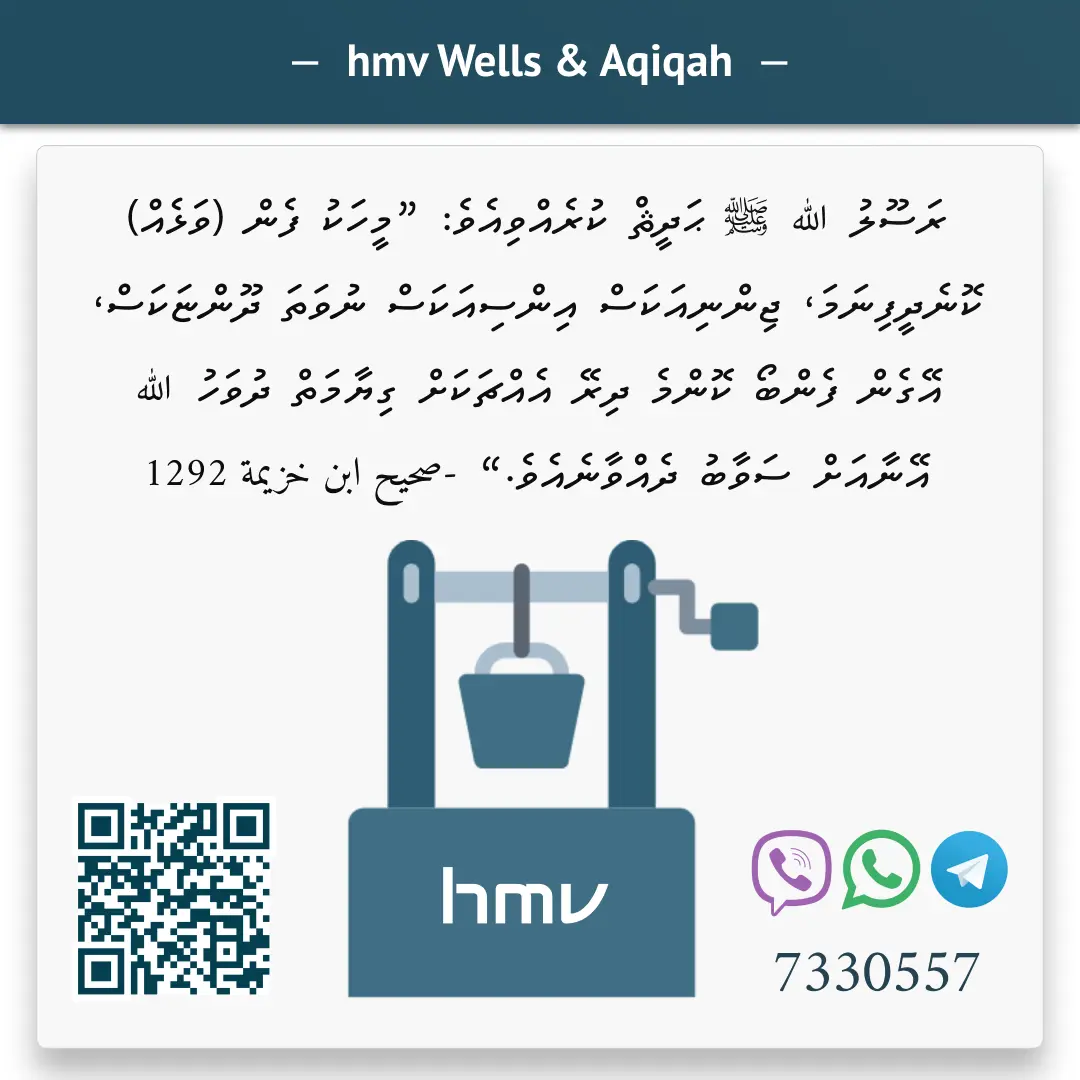 — hmv Wells & Aqiqah —
ރަސޫލު ﷲ ﷺ ޙަދީޘް ކުރެއްވިއެވެ: ”މީހަކު ފެން (ވަޅެއް)
ކޮނެދީފިނަމަ، ޖިންނިއަކަސް އިންސިއަކަސް ނުވަތަ ދޫންޏަކަސް،
އޭގެން ފެންބޯ ކޮންމެ ދިރޭ އެއްޗަކަށް ޤިޔާމަތް ދުވަހު ﷲ
އޭނާއަށް ސަވާބު ދެއްވާނެއެވެ.“ -صحيح ابن خزيمة 1292
hmv
7330557